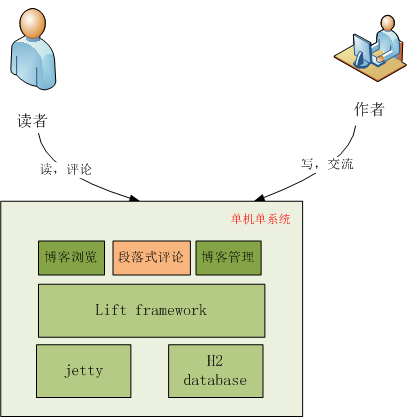 读者
作者
读，评论
写，交流
单机单系统
博客浏览
段落式评论
博客管理
Lift framework
jetty
H2
database